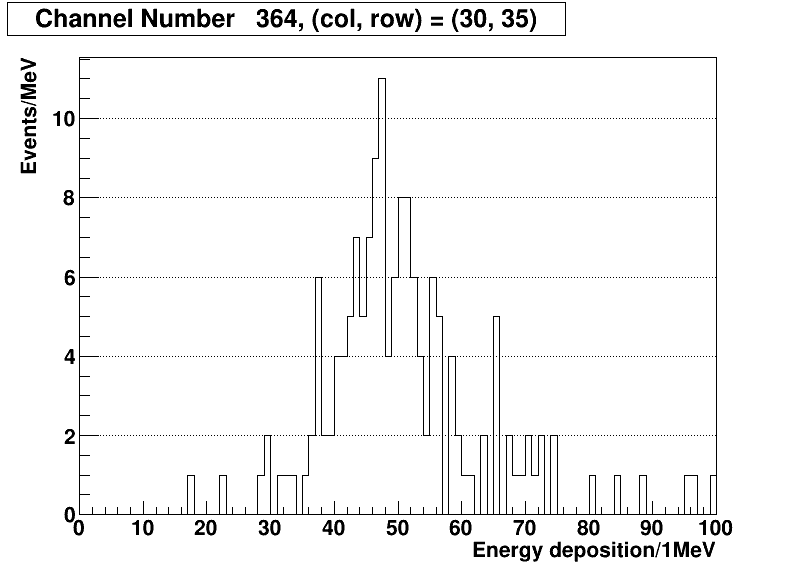 Channel Number 364, (col, row) = (30, 35)
Events/MeV
10
8
6
4
2
0
0 10 20 30 40 50 60 70 80 90 100
Energy deposition/1MeV